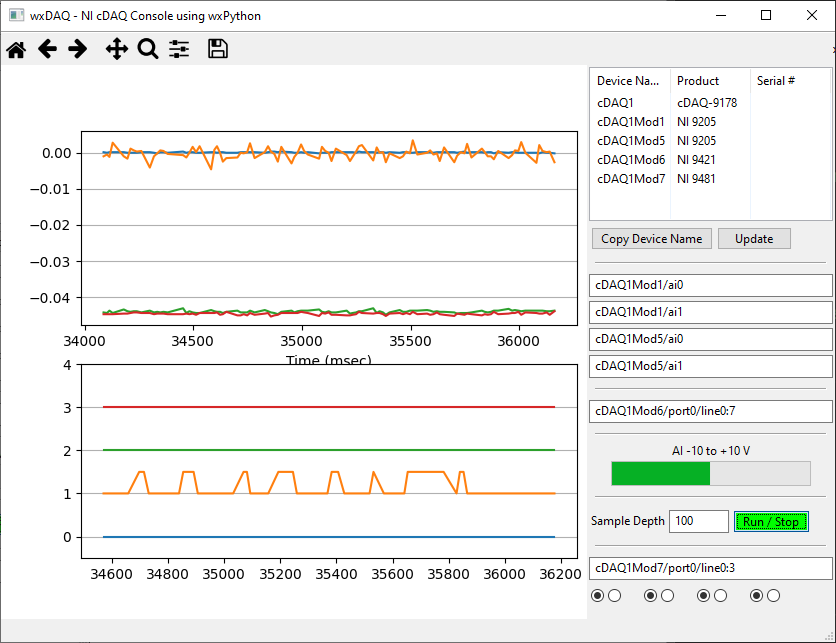 wxDAQ - NI cDAQ Console using wxPython
Device Na... Product Serial #
cDAQ1 cDAQ-9178
cDAQ1Mod1 NI 9205
cDAQ1Mod5 NI 9205
cDAQ1Mod6 NI 9421
cDAQ1Mod7 NI 9481
Copy Device Name Update
cDAQ1Mod1/ai0
cDAQ1Mod1/ai1
cDAQ1Mod5/ai0
cDAQ1Mod5/ai1
cDAQ1Mod6/port0/line0:7
AI -10 to +10 V
Sample Depth 100 Run / Stop
cDAQ1Mod7/port0/line0:3
0.00
−0.01
−0.02
−0.03
−0.04
34000 34500 35000 35500 36000
Time (msec)
4
3
2
1
0
34600 34800 35000 35200 35400 35600 35800 36000 36200